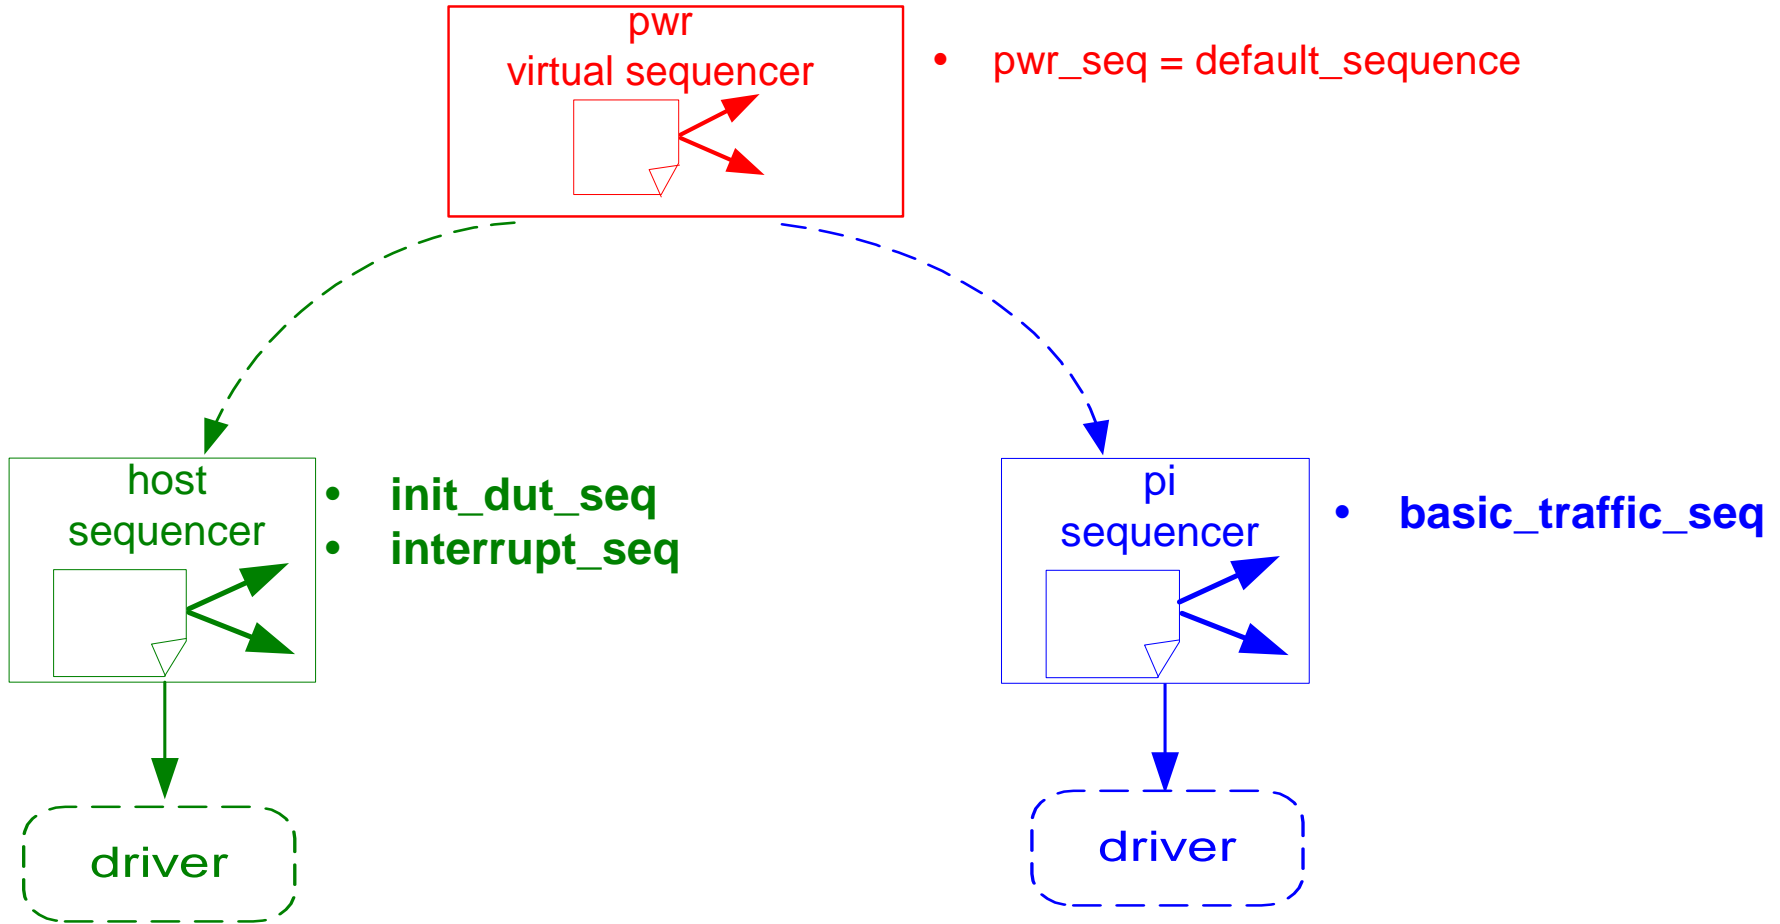 pwr
virtual sequencer
• pwr_seq = default_sequence
host
sequencer
• init_dut_seq
• interrupt_seq
pi
sequencer
• basic_traffic_seq
driver
driver